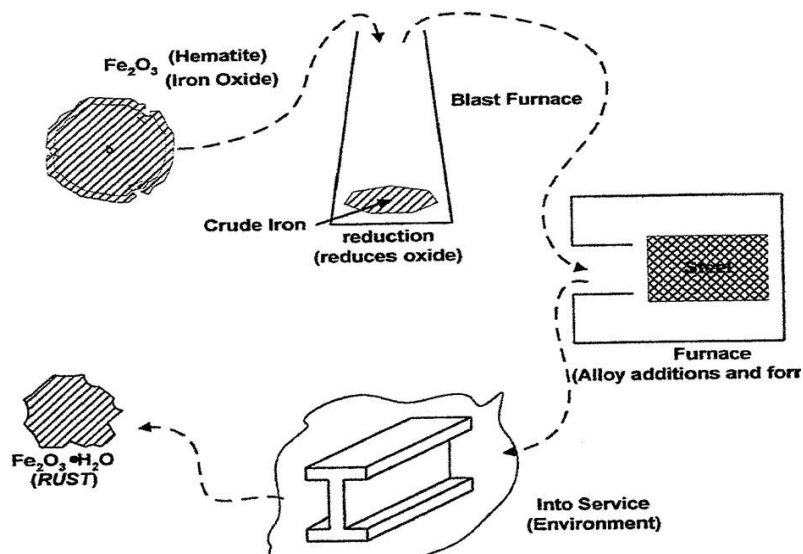 Fe₂O₃ (Hematite)
(Iron Oxide)
Blast Furnace
Crude Iron
reduction
(reduces oxide)
Steel
Furnace
(Alloy additions and form
Fe₂O₃•H₂O
(RUST)
Into Service
(Environment)